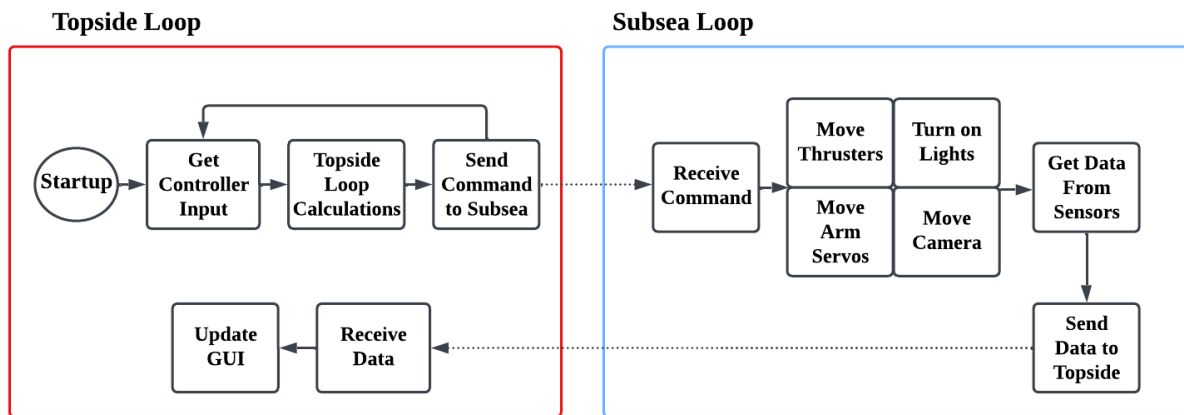 Topside Loop
Subsea Loop
Startup
Get
Controller
Input
Topside
Loop
Calculations
Send
Command
to Subsea
Receive
Command
Move
Thrusters
Turn on
Lights
Move
Arm
Servos
Move
Camera
Get Data
From
Sensors
Send
Data to
Topside
Receive
Data
Update
GUI